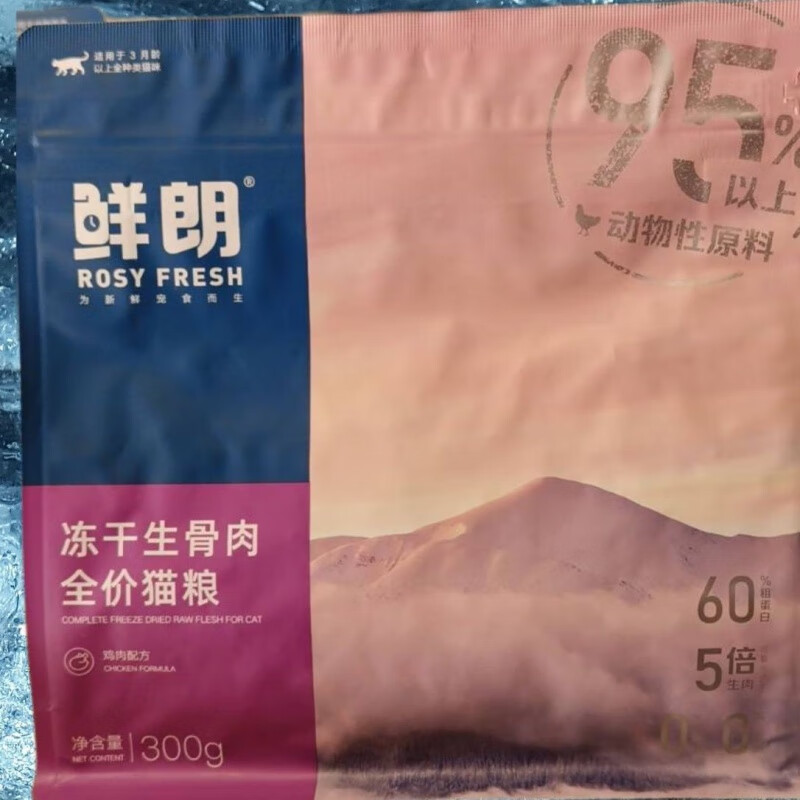 适用于3月龄
以上全种类猫咪
鲜朗®
ROSY FRESH
为新鲜宠食而生
95%
以上
动物性原料
冻干生骨肉
全价猫粮
COMPLETE FREEZE DRIED RAW FLESH FOR CAT
鸡肉配方
CHICKEN FORMULA
净含量
NET CONTENT
300g
60%
粗蛋白
5倍
生肉